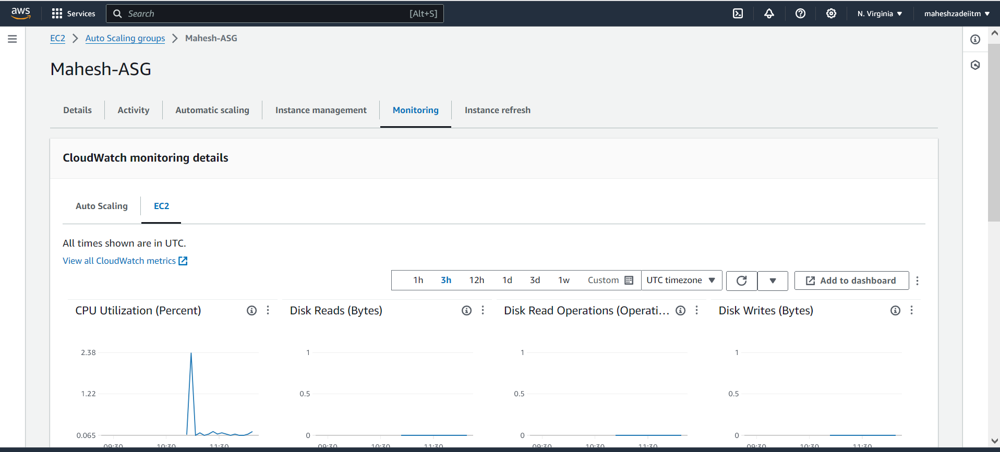 aws Services Search [Alt+S] N. Virginia maheshzadeiitm
EC2 Auto Scaling groups Mahesh-ASG
Mahesh-ASG
Details Activity Automatic scaling Instance management Monitoring Instance refresh
CloudWatch monitoring details
Auto Scaling EC2
All times shown are in UTC.
View all CloudWatch metrics
1h 3h 12h 1d 3d 1w Custom UTC timezone Add to dashboard
CPU Utilization (Percent) Disk Reads (Bytes) Disk Read Operations (Operati... Disk Writes (Bytes)
2.38 1 1 1
1.22 0.5 0.5 0.5
0.065 0 0 0
09:30 10:30 11:30 09:30 10:30 11:30 09:30 10:30 11:30 09:30 10:30 11:30